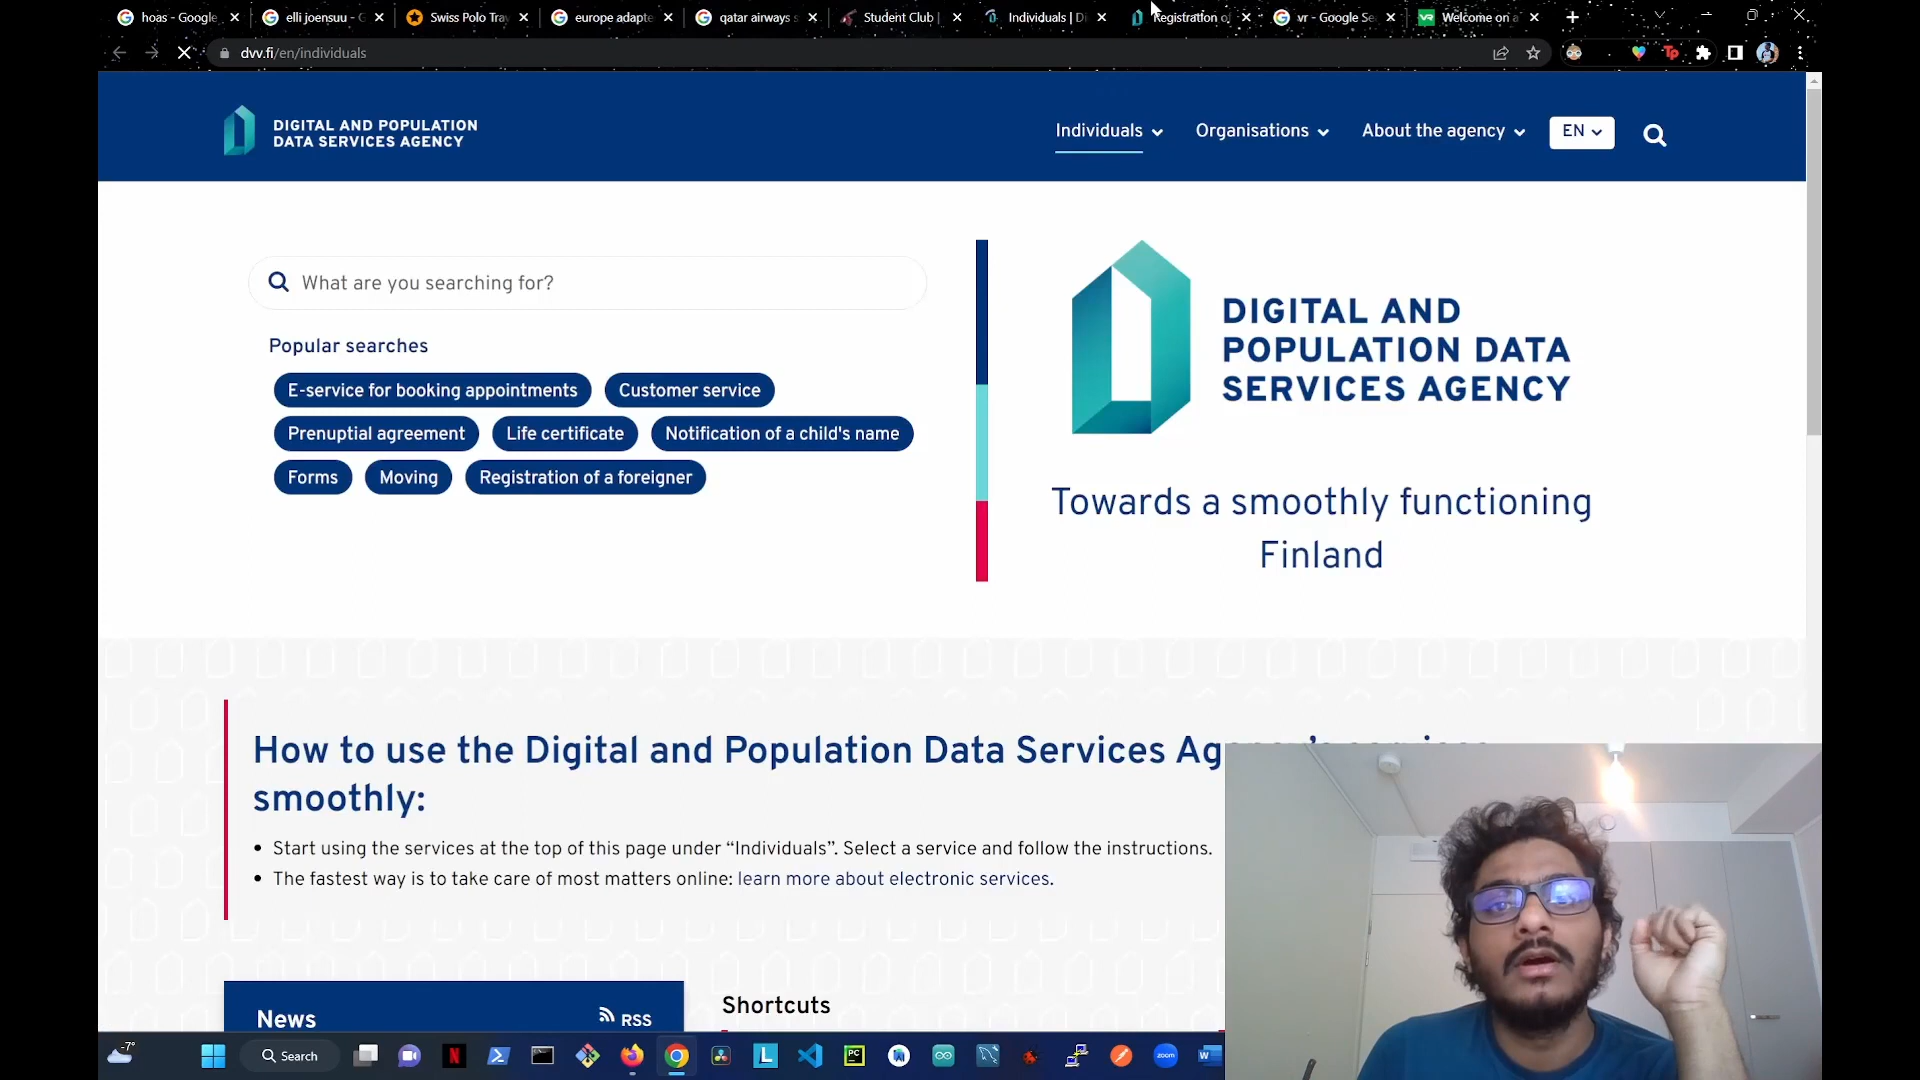 hoas - Google
elli joensuu - G
Swiss Polo Tra
europe adapte
qatar airways s
Student Club |
Individuals | Di
Registration of
vr - Google Se
Welcome on a
dvv.fi/en/individuals
DIGITAL AND POPULATION
DATA SERVICES AGENCY
Individuals
Organisations
About the agency
EN
What are you searching for?
Popular searches
E-service for booking appointments
Customer service
Prenuptial agreement
Life certificate
Notification of a child's name
Forms
Moving
Registration of a foreigner
DIGITAL AND
POPULATION DATA
SERVICES AGENCY
Towards a smoothly functioning
Finland
How to use the Digital and Population Data Services Agency's services
smoothly:
• Start using the services at the top of this page under “Individuals”. Select a service and follow the instructions.
• The fastest way is to take care of most matters online: learn more about electronic services.
News
RSS
Shortcuts
-7°
Search
zoom